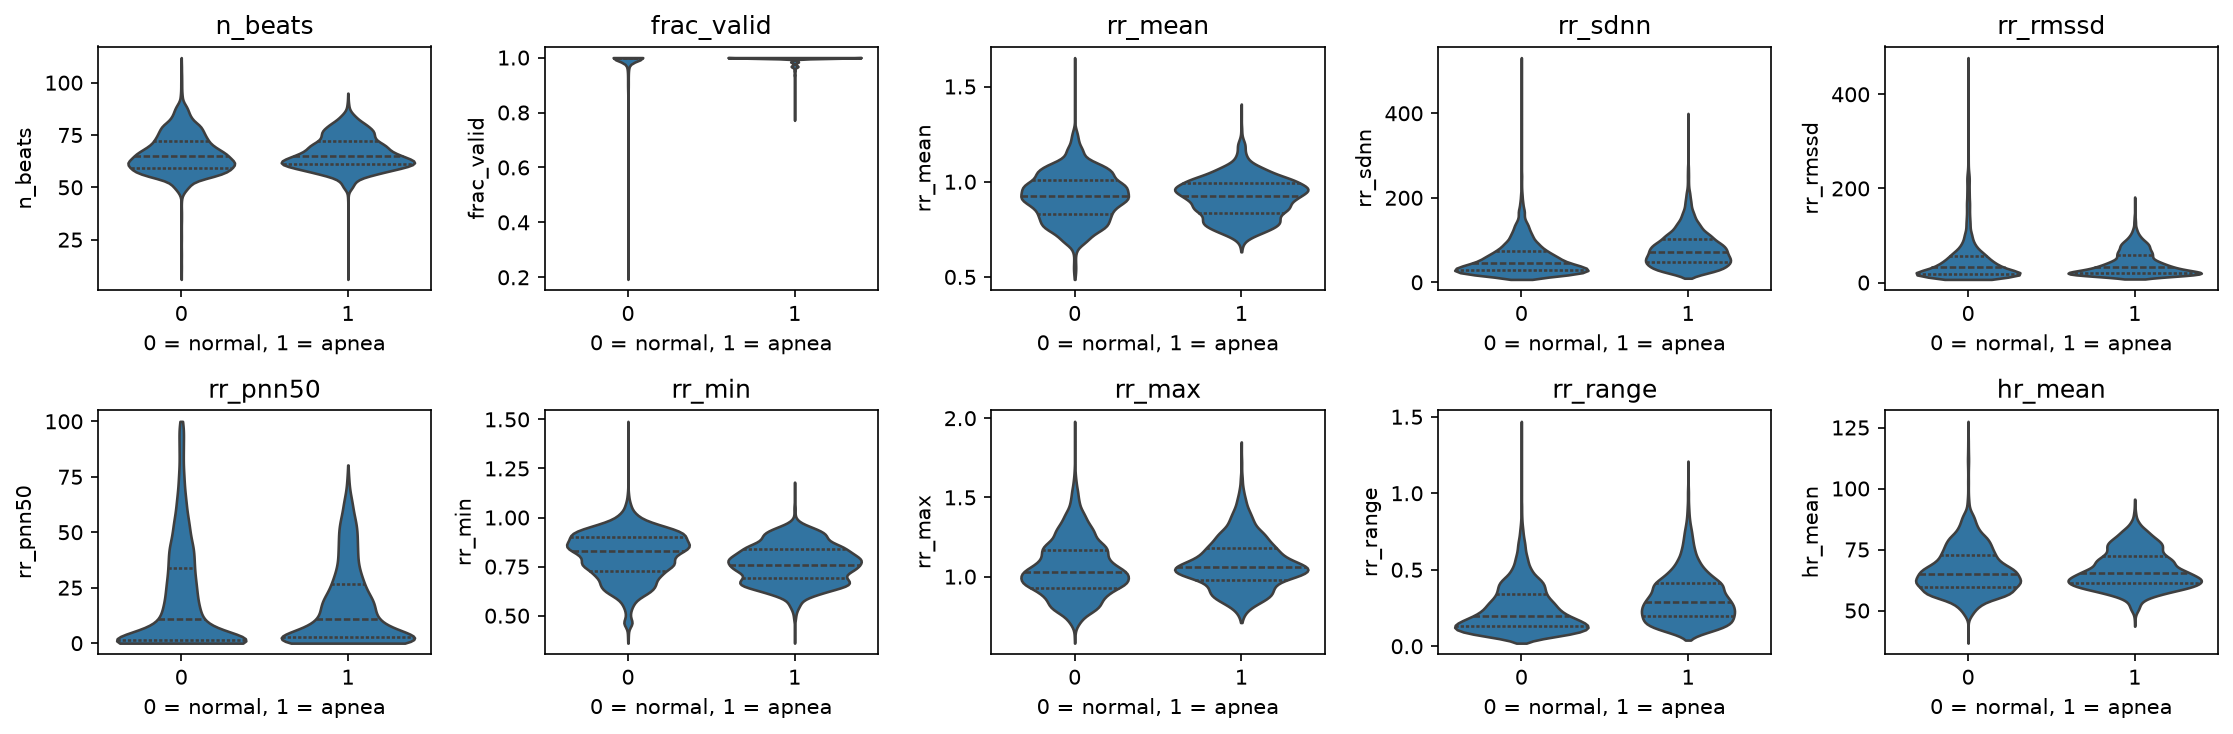 n_beats
n_beats
100
75
50
25
0
1
0 = normal, 1 = apnea
frac_valid
frac_valid
1.0
0.8
0.6
0.4
0.2
0
1
0 = normal, 1 = apnea
rr_mean
rr_mean
1.5
1.0
0.5
0
1
0 = normal, 1 = apnea
rr_sdnn
rr_sdnn
400
200
0
0
1
0 = normal, 1 = apnea
rr_rmssd
rr_rmssd
400
200
0
0
1
0 = normal, 1 = apnea
rr_pnn50
rr_pnn50
100
75
50
25
0
0
1
0 = normal, 1 = apnea
rr_min
rr_min
1.50
1.25
1.00
0.75
0.50
0
1
0 = normal, 1 = apnea
rr_max
rr_max
2.0
1.5
1.0
0
1
0 = normal, 1 = apnea
rr_range
rr_range
1.5
1.0
0.5
0.0
0
1
0 = normal, 1 = apnea
hr_mean
hr_mean
125
100
75
50
0
1
0 = normal, 1 = apnea